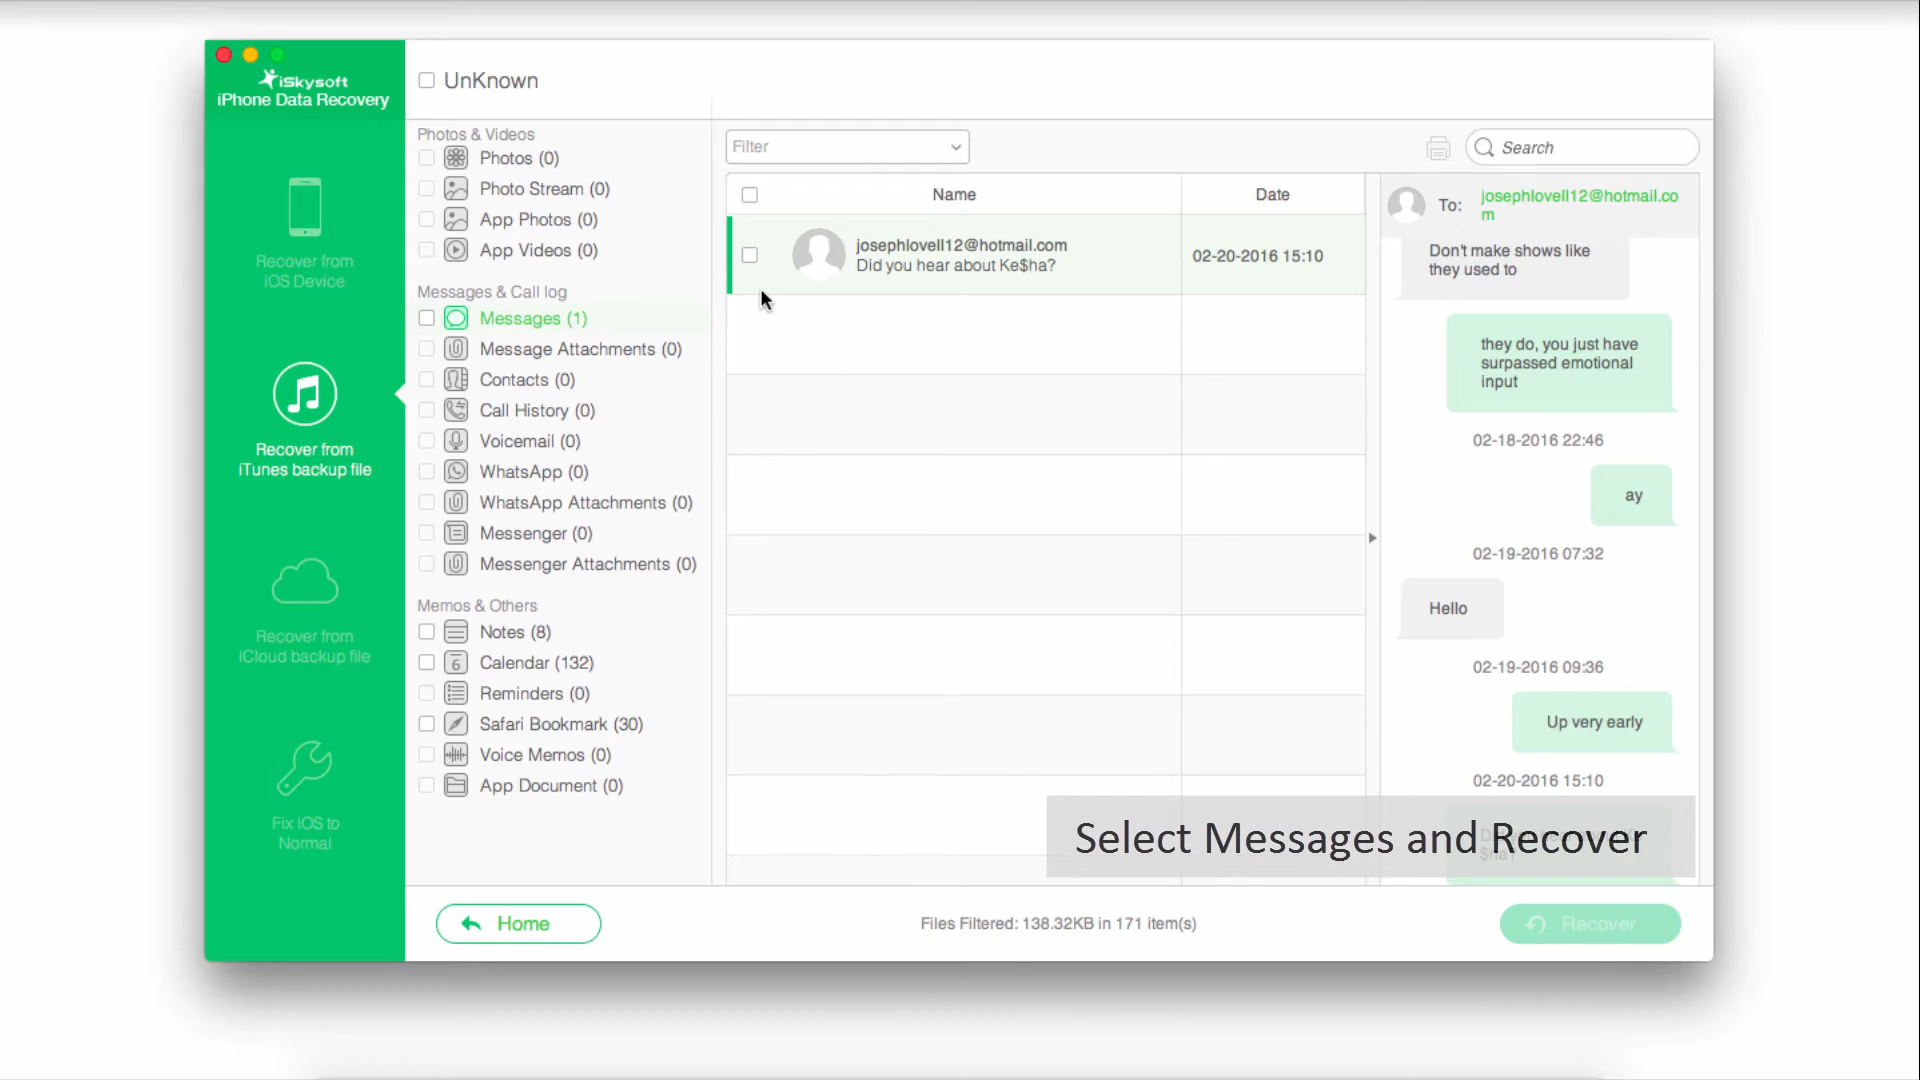 iSkysoft
iPhone Data Recovery
UnKnown
Recover from
iOS Device
Recover from
iTunes backup file
Recover from
iCloud backup file
Fix iOS to
Normal
Photos & Videos
Photos (0)
Photo Stream (0)
App Photos (0)
App Videos (0)
Messages & Call log
Messages (1)
Message Attachments (0)
Contacts (0)
Call History (0)
Voicemail (0)
WhatsApp (0)
WhatsApp Attachments (0)
Messenger (0)
Messenger Attachments (0)
Memos & Others
Notes (8)
6
Calendar (132)
Reminders (0)
Safari Bookmark (30)
Voice Memos (0)
App Document (0)
Filter
Search
Name
Date
josephlovell12@hotmail.com
Did you hear about Ke$ha?
02-20-2016 15:10
To:
josephlovell12@hotmail.co
m
Don't make shows like
they used to
they do, you just have
surpassed emotional
input
02-18-2016 22:46
ay
02-19-2016 07:32
Hello
02-19-2016 09:36
Up very early
02-20-2016 15:10
$ha?
Select Messages and Recover
Home
Files Filtered: 138.32KB in 171 item(s)
Recover